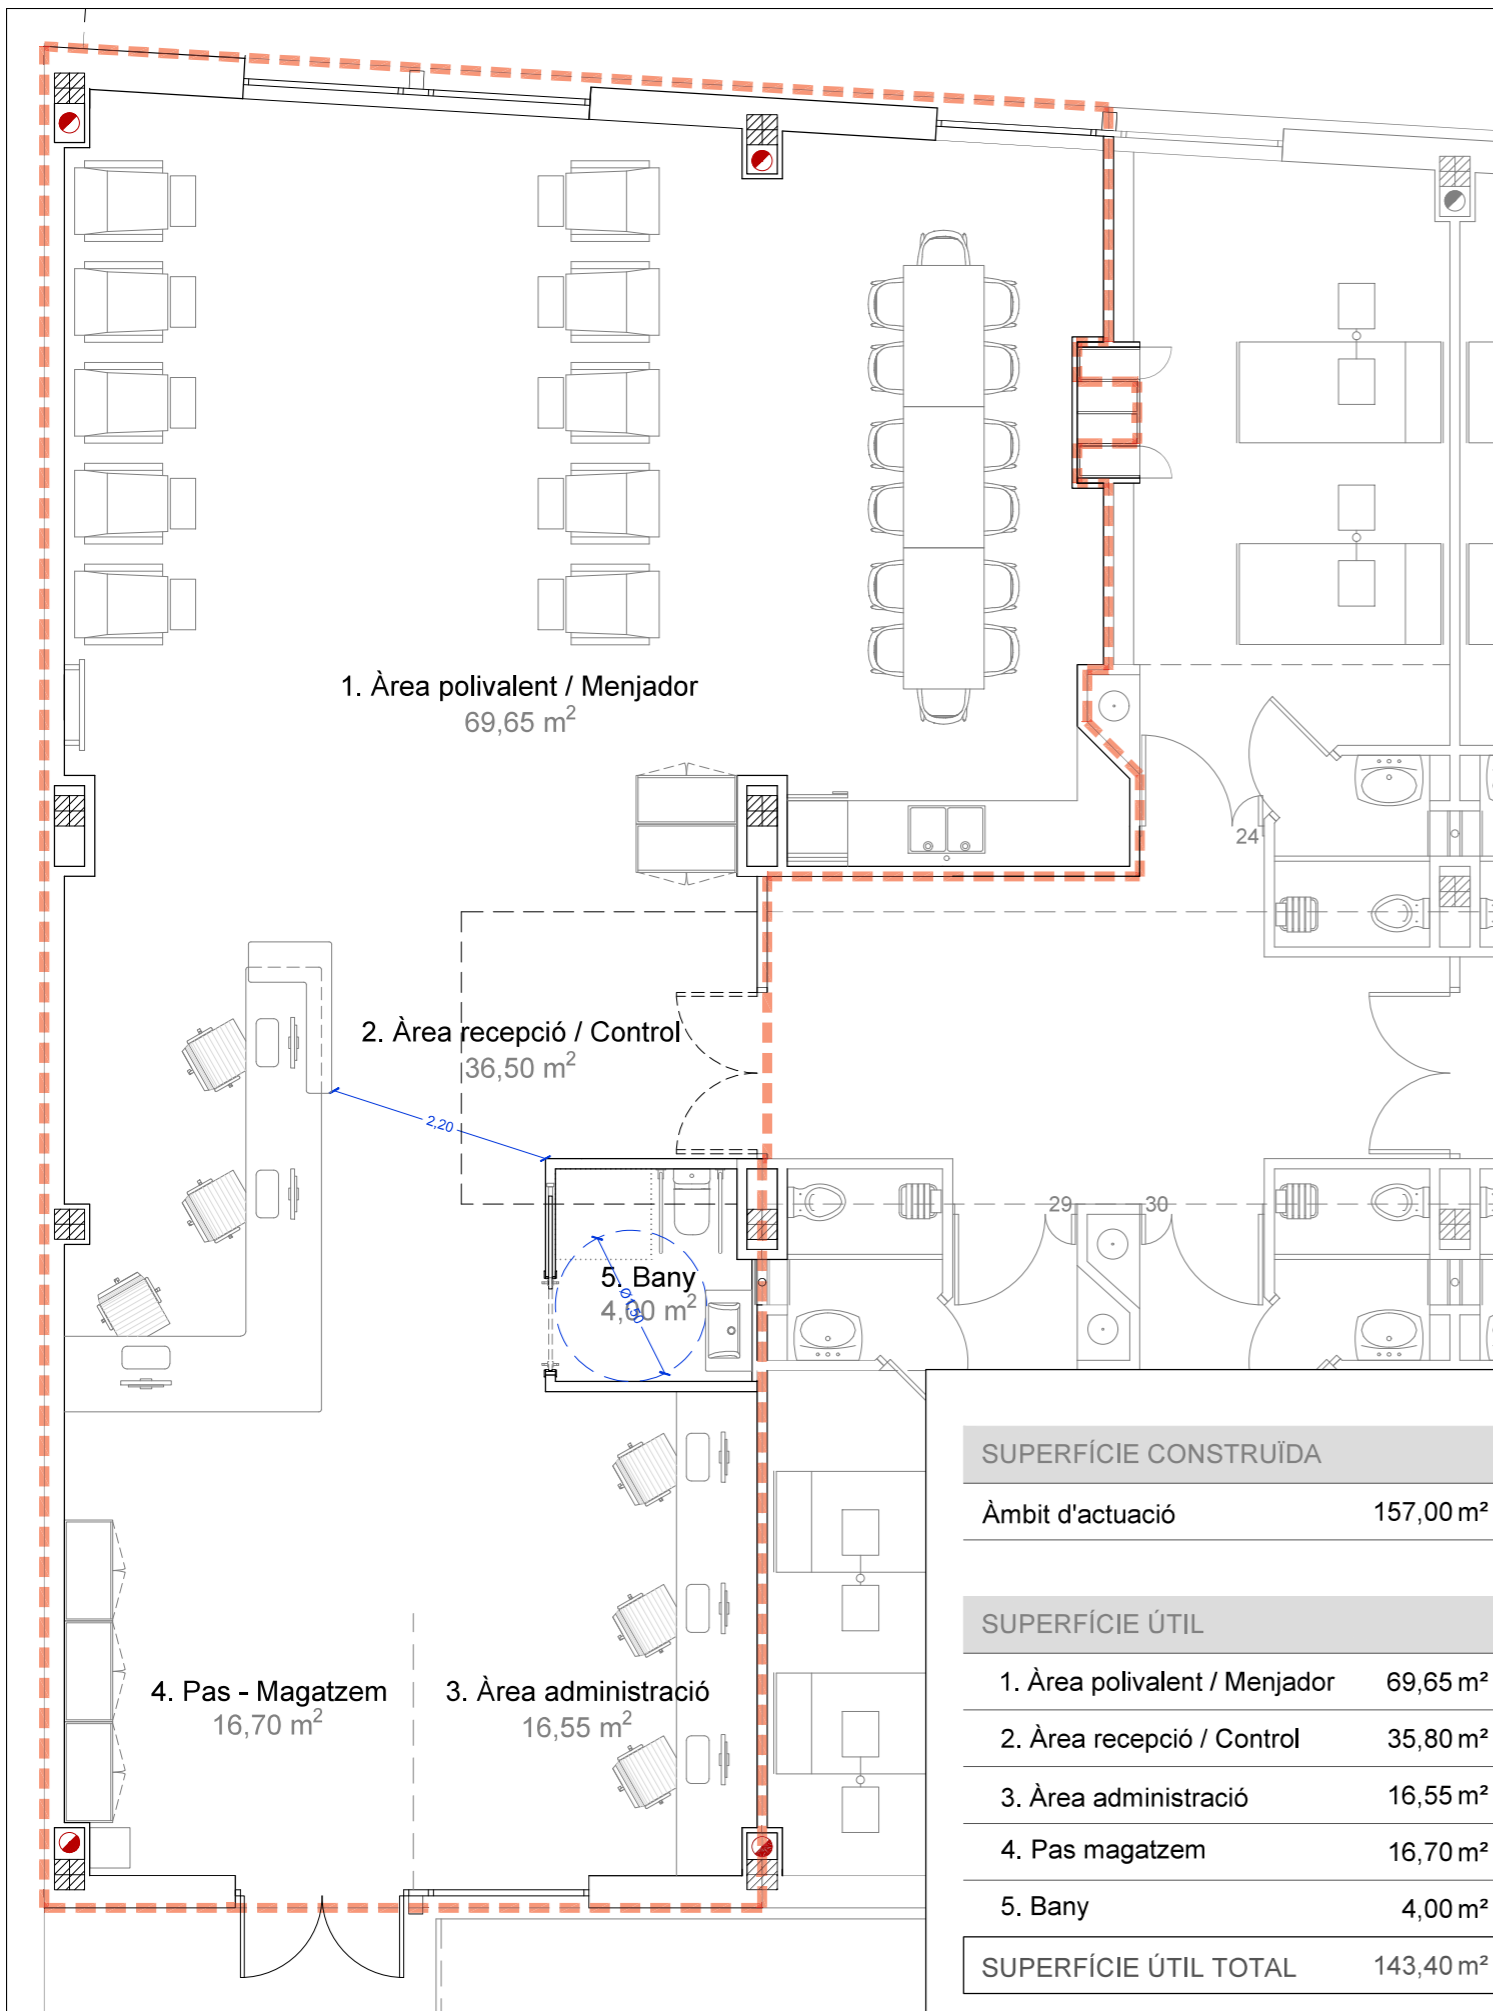 1. Àrea polivalent / Menjador
69,65 m²
24
2. Àrea recepció / Control
36,50 m²
2,20
29
30
5. Bany
4,00 m²
Ø1,50
4. Pas - Magatzem
16,70 m²
3. Àrea administració
16,55 m²
SUPERFÍCIE CONSTRUÏDA
Àmbit d'actuació 157,00 m²
SUPERFÍCIE ÚTIL
1. Àrea polivalent / Menjador 69,65 m²
2. Àrea recepció / Control 35,80 m²
3. Àrea administració 16,55 m²
4. Pas magatzem 16,70 m²
5. Bany 4,00 m²
SUPERFÍCIE ÚTIL TOTAL 143,40 m²